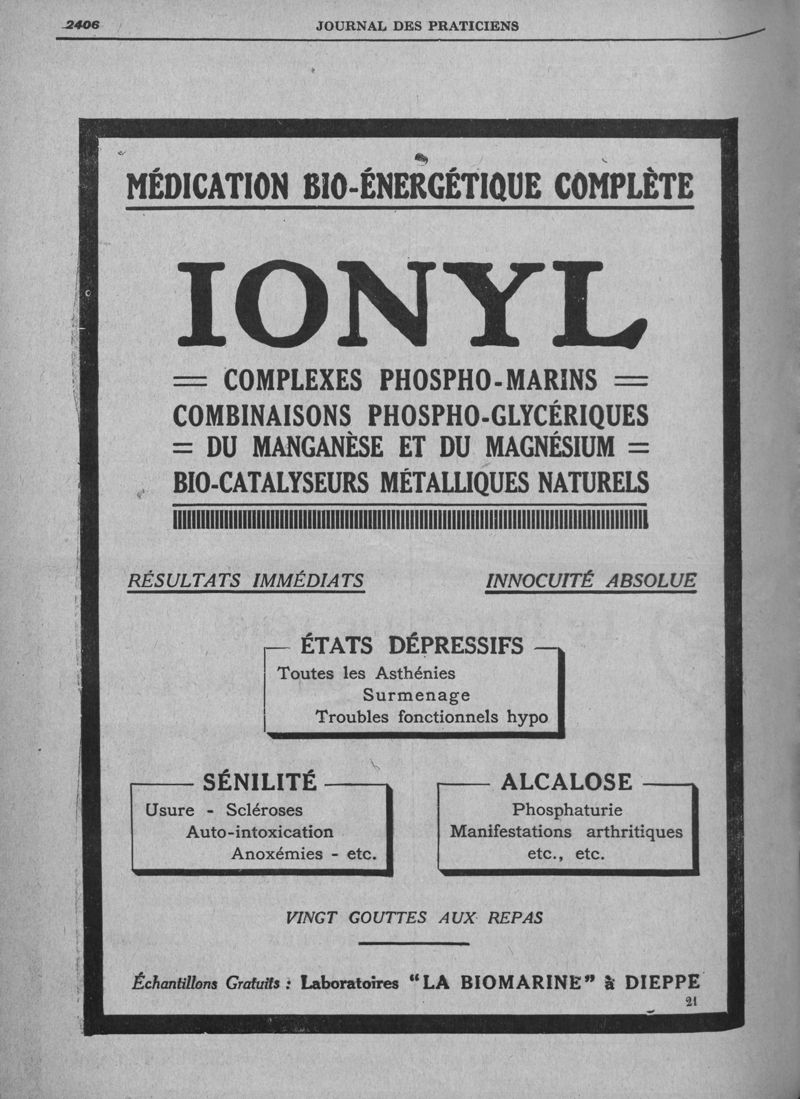 2406
JOURNAL DES PRATICIENS
MÉDICATION BIO-ÉNERGÉTIQUE COMPLÈTE
IONYL
= COMPLEXES PHOSPHO-MARINS =
COMBINAISONS PHOSPHO-GLYCÉRIQUES
= DU MANGANÈSE ET DU MAGNÉSIUM =
BIO-CATALYSEURS MÉTALLIQUES NATURELS
RÉSULTATS IMMÉDIATS
INNOCUITÉ ABSOLUE
ÉTATS DÉPRESSIFS
Toutes les Asthénies
Surmenage
Troubles fonctionnels hypo
SÉNILITÉ
Usure - Scléroses
Auto-intoxication
Anoxémies - etc.
ALCALOSE
Phosphaturie
Manifestations arthritiques
etc., etc.
VINGT GOUTTES AUX REPAS
Échantillons Gratuits : Laboratoires "LA BIOMARINE" à DIEPPE
21